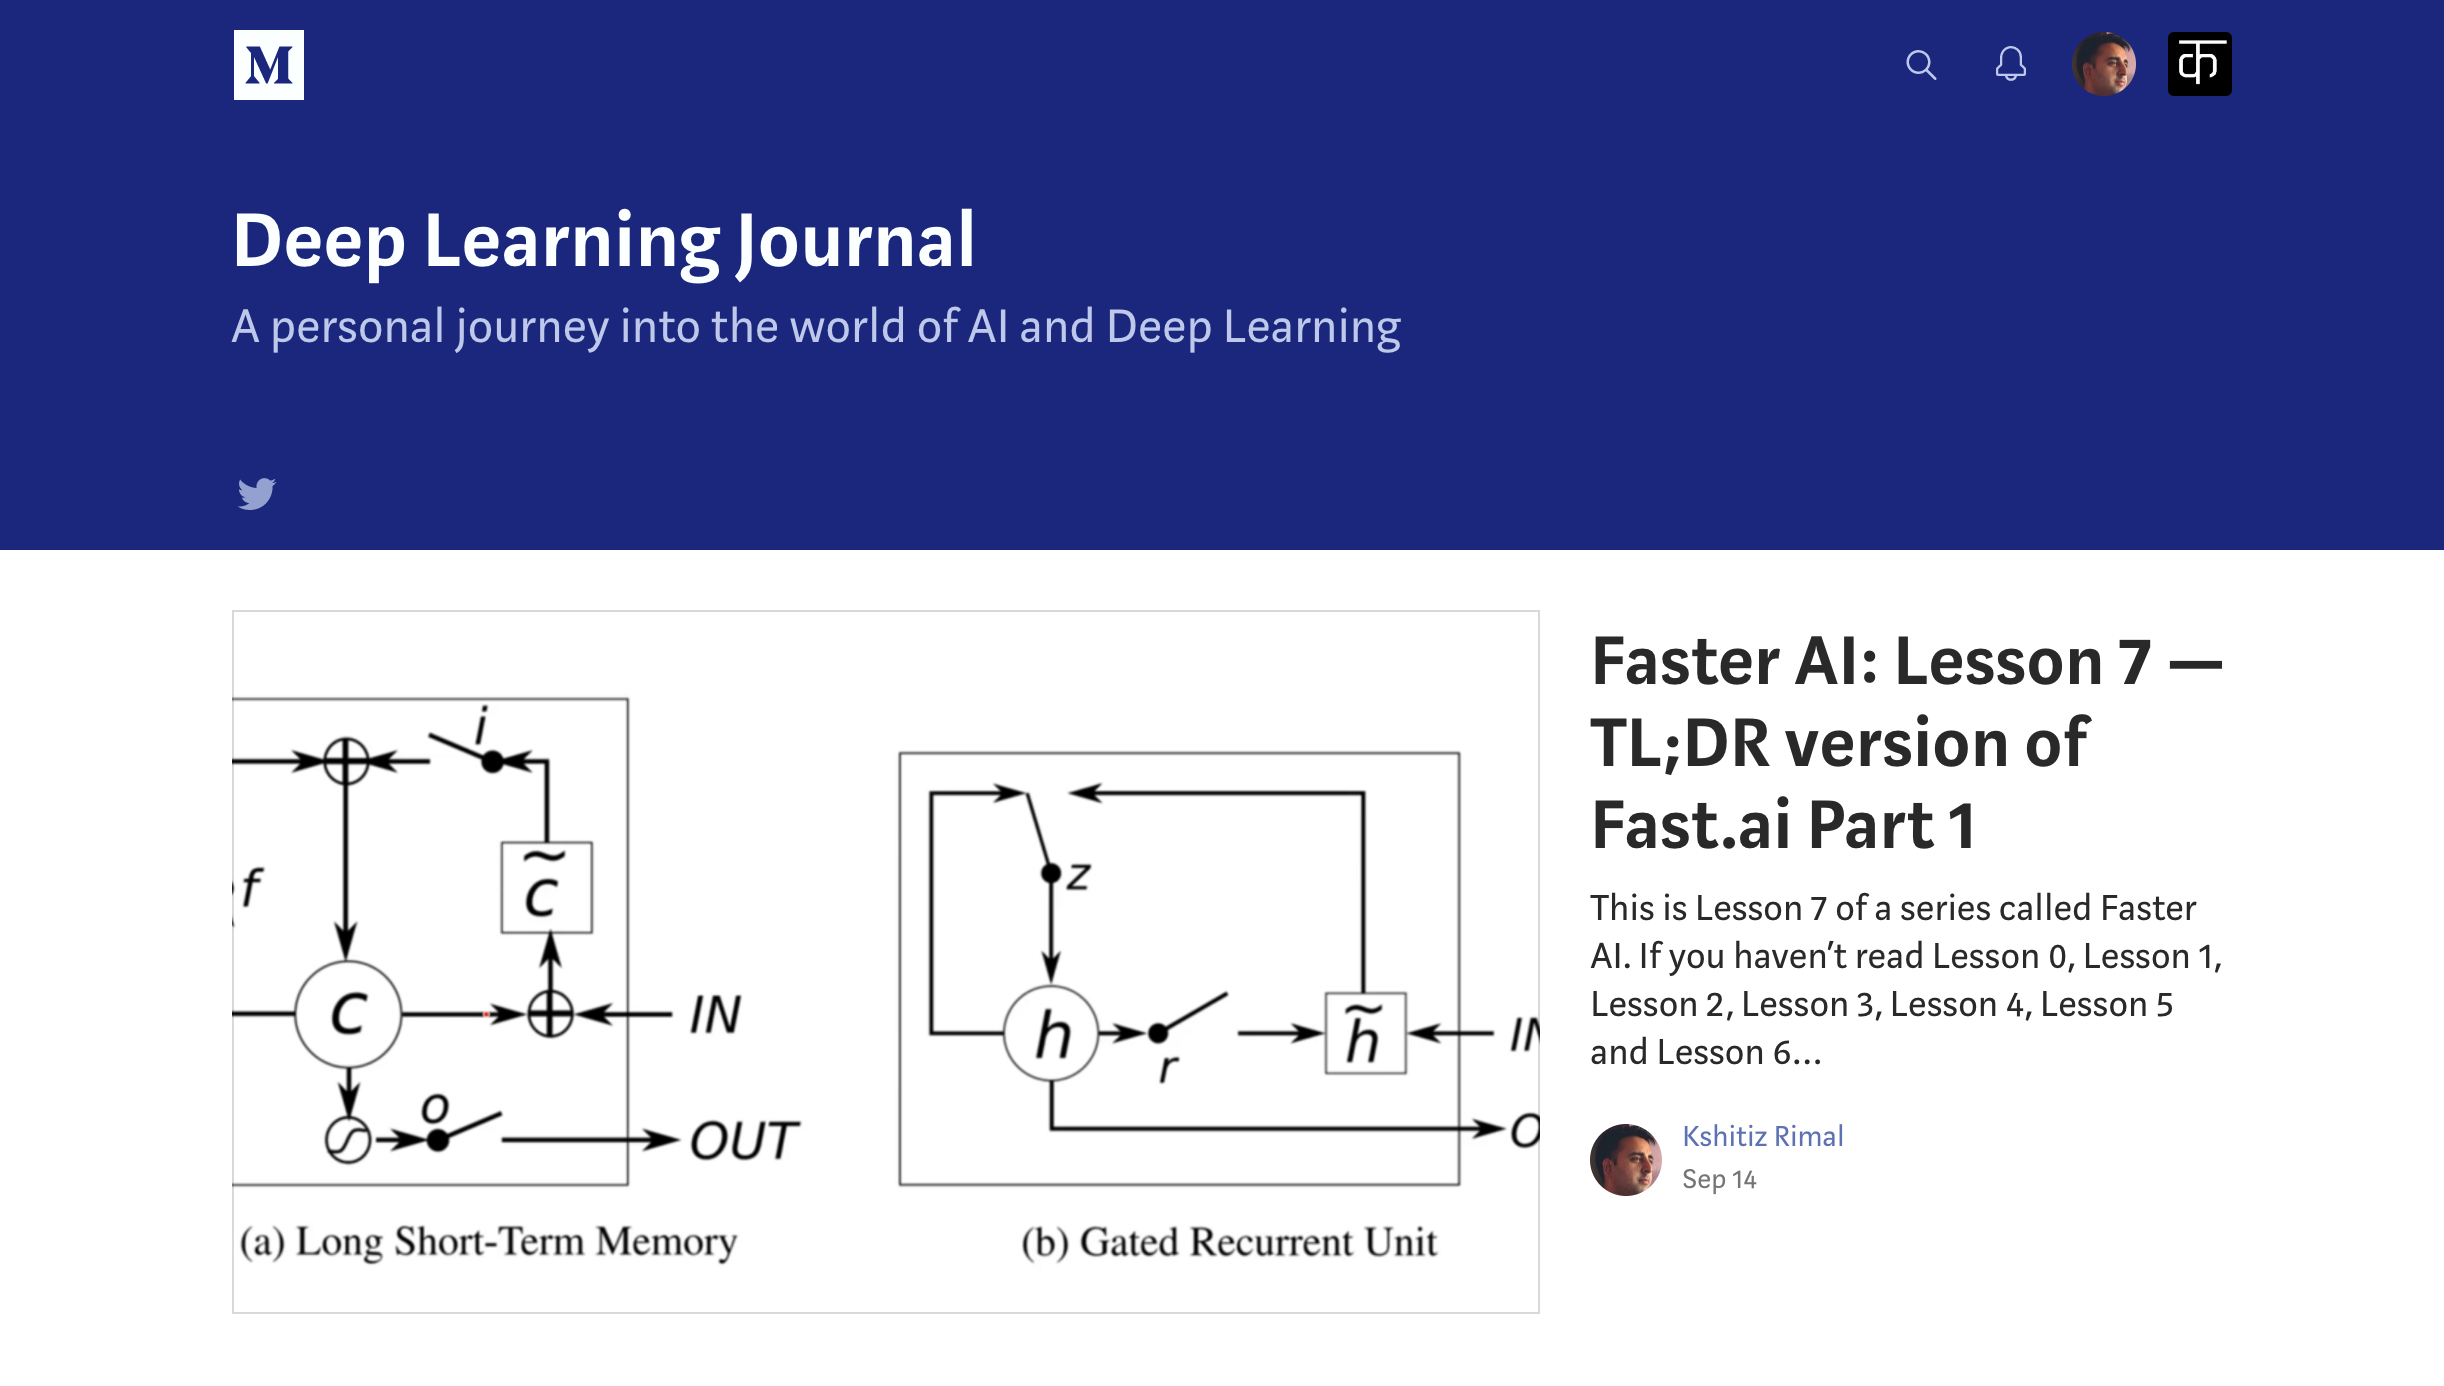 M
क
Deep Learning Journal
A personal journey into the world of AI and Deep Learning
i
f
c̃
c
IN
o
OUT
(a) Long Short-Term Memory
z
h
r
h̃
(b) Gated Recurrent Unit
Faster AI: Lesson 7 —
TL;DR version of
Fast.ai Part 1
This is Lesson 7 of a series called Faster
AI. If you haven’t read Lesson 0, Lesson 1,
Lesson 2, Lesson 3, Lesson 4, Lesson 5
and Lesson 6…
Kshitiz Rimal
Sep 14